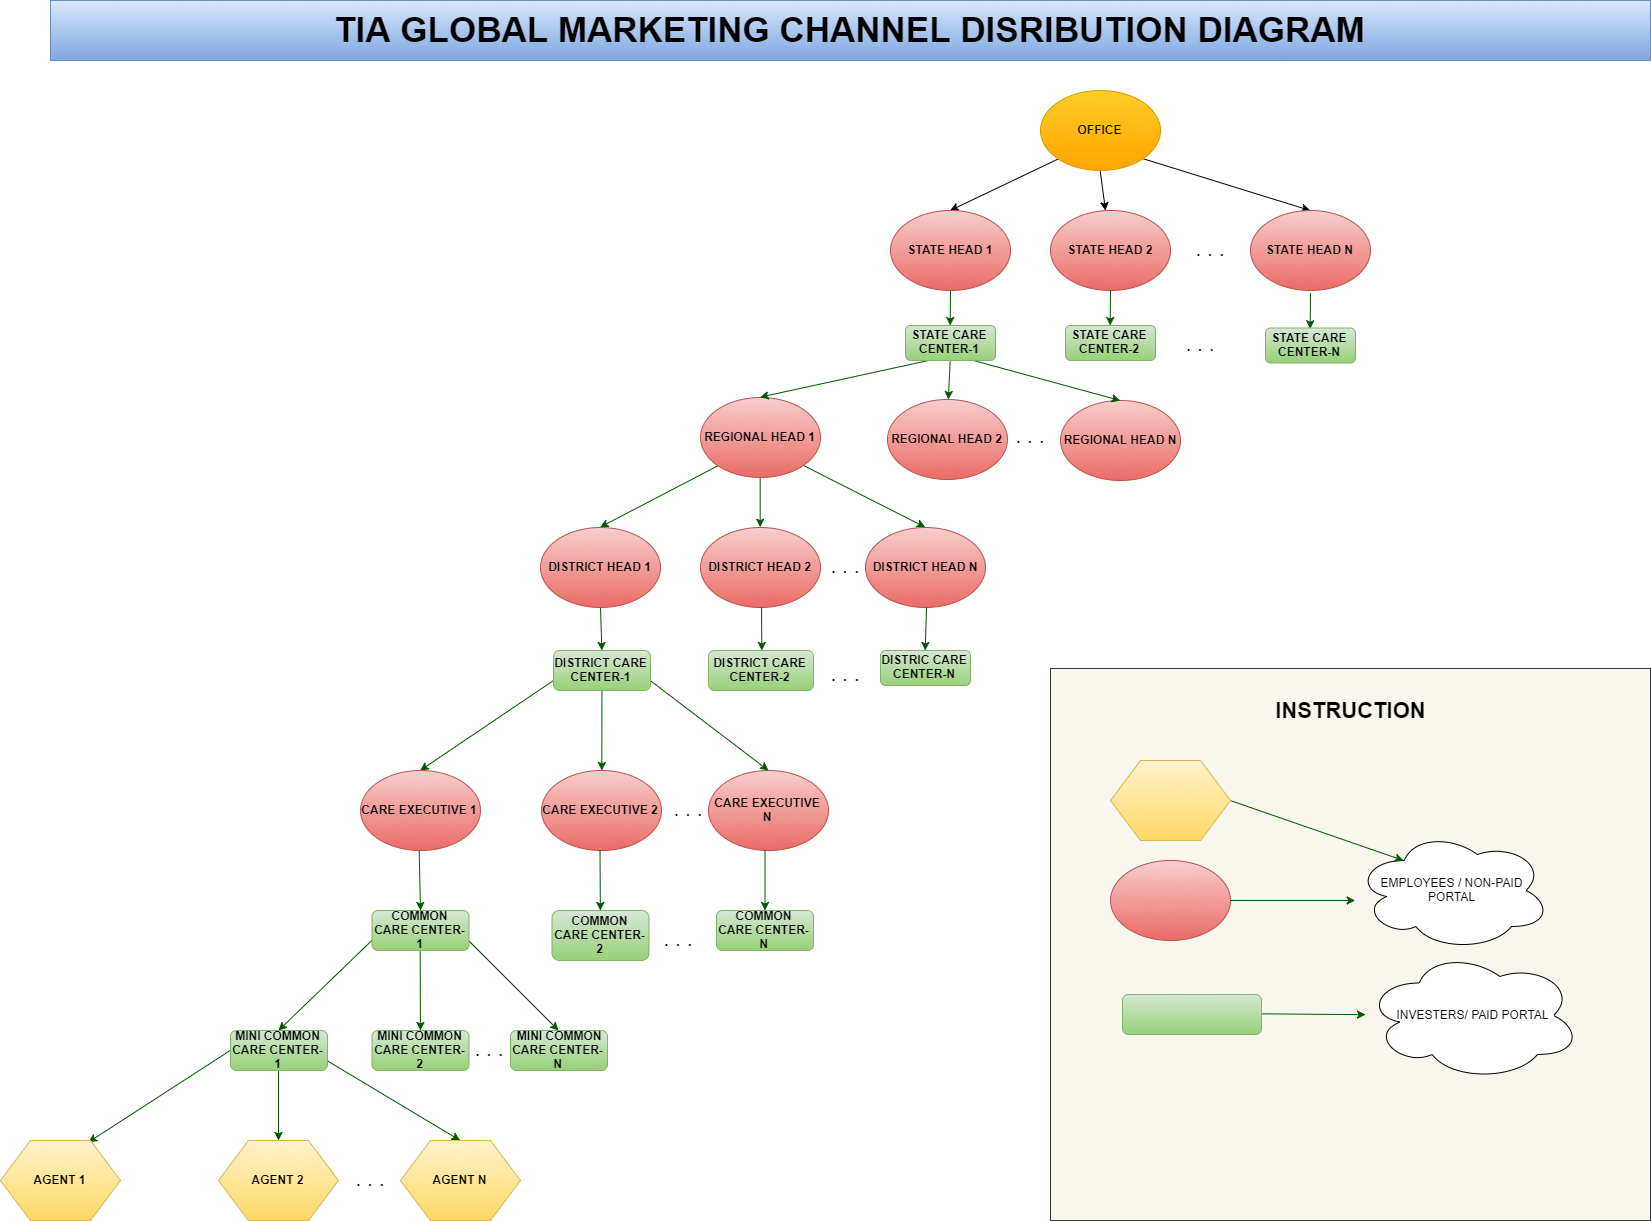 TIA GLOBAL MARKETING CHANNEL DISRIBUTION DIAGRAM
OFFICE
STATE HEAD 1
STATE HEAD 2
. . .
STATE HEAD N
STATE CARE
CENTER-1
STATE CARE
CENTER-2
. . .
STATE CARE
CENTER-N
REGIONAL HEAD 1
REGIONAL HEAD 2
. . .
REGIONAL HEAD N
DISTRICT HEAD 1
DISTRICT HEAD 2
. . .
DISTRICT HEAD N
DISTRICT CARE
CENTER-1
DISTRICT CARE
CENTER-2
. . .
DISTRIC CARE
CENTER-N
CARE EXECUTIVE 1
CARE EXECUTIVE 2
. . .
CARE EXECUTIVE
N
COMMON
CARE CENTER-
1
COMMON
CARE CENTER-
2
. . .
COMMON
CARE CENTER-
N
MINI COMMON
CARE CENTER-
1
MINI COMMON
CARE CENTER-
2
. . .
MINI COMMON
CARE CENTER-
N
AGENT 1
AGENT 2
. . .
AGENT N
INSTRUCTION
EMPLOYEES / NON-PAID
PORTAL
INVESTERS/ PAID PORTAL